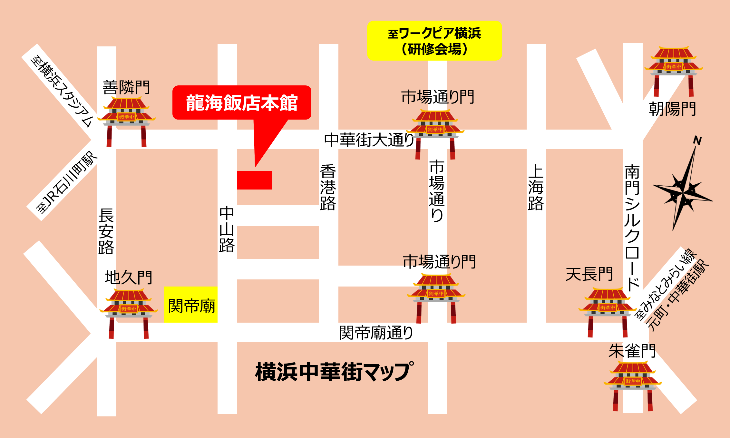 至ワークピア横浜
（研修会場）
至横浜スタジアム
善隣門
龍海飯店本館
市場通り門
朝陽門
中華街大通り
N
至JR石川町駅
長安路
中山路
香港路
市場通り
上海路
南門シルクロード
地久門
関帝廟
市場通り門
天長門
至みなとみらい線
元町・中華街駅
関帝廟通り
朱雀門
横浜中華街マップ